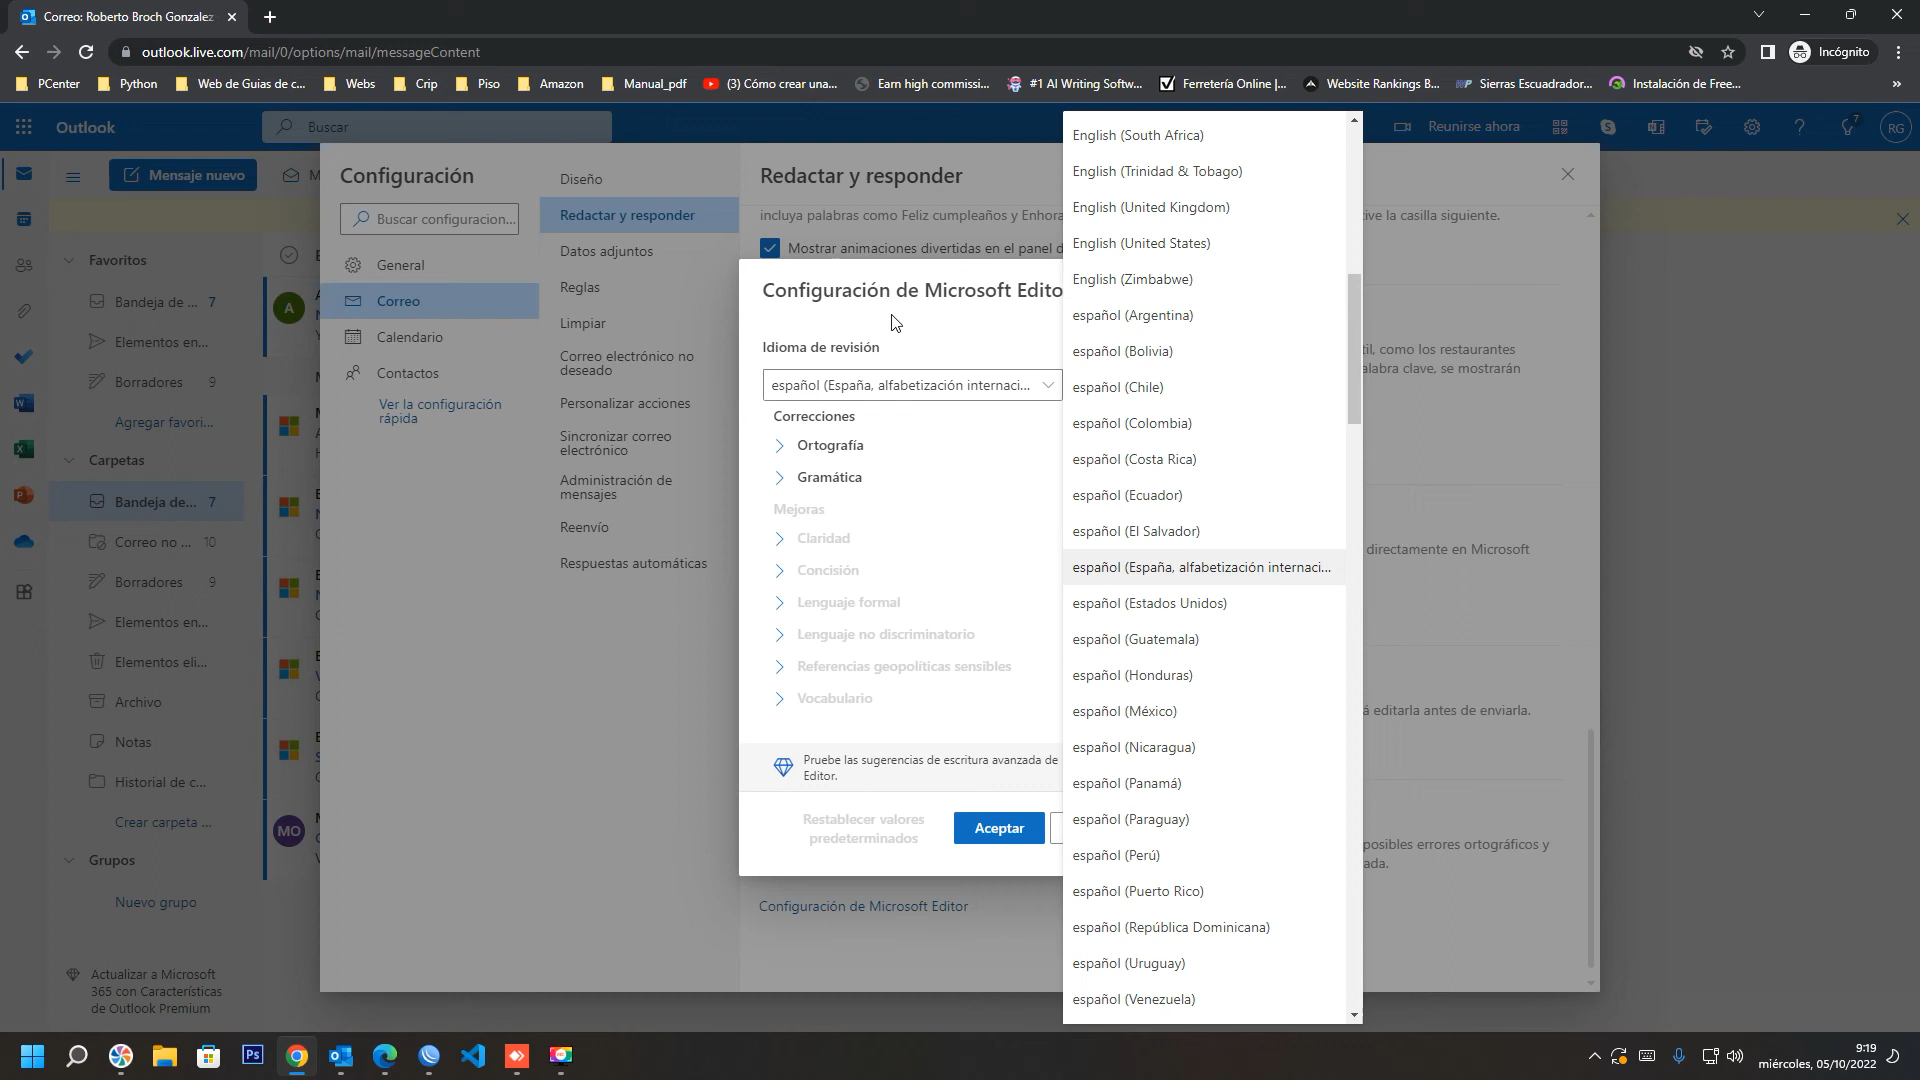 Correo: Roberto Broch Gonzalez
outlook.live.com/mail/0/options/mail/messageContent
Incógnito
PCenter
Python
Web de Guias de c...
Webs
Crip
Piso
Amazon
Manual_pdf
(3) Cómo crear una...
Earn high commissi...
#1 AI Writing Softw...
Ferretería Online |...
Website Rankings B...
Sierras Escuadrador...
Instalación de Free...
»
Outlook
Buscar
Reunirse ahora
7
RG
Mensaje nuevo
Favoritos
Bandeja de ... 7
Elementos en...
Borradores 9
Agregar favori...
Carpetas
Bandeja de... 7
Correo no ... 10
Borradores 9
Elementos en...
Elementos eli...
Archivo
Notas
Historial de c...
Crear carpeta ...
Grupos
Nuevo grupo
Actualizar a Microsoft
365 con Características
de Outlook Premium
A
MO
Configuración
Buscar configuracion...
General
Correo
Calendario
Contactos
Ver la configuración
rápida
Diseño
Redactar y responder
Datos adjuntos
Reglas
Limpiar
Correo electrónico no
deseado
Personalizar acciones
Sincronizar correo
electrónico
Administración de
mensajes
Reenvío
Respuestas automáticas
Redactar y responder
incluya palabras como Feliz cumpleaños y Enhora
tive la casilla siguiente.
Mostrar animaciones divertidas en el panel d
til, como los restaurantes
alabra clave, se mostrarán
directamente en Microsoft
á editarla antes de enviarla.
posibles errores ortográficos y
ada.
Configuración de Microsoft Edito
Idioma de revisión
español (España, alfabetización internaci...
Correcciones
Ortografía
Gramática
Mejoras
Claridad
Concisión
Lenguaje formal
Lenguaje no discriminatorio
Referencias geopolíticas sensibles
Vocabulario
Pruebe las sugerencias de escritura avanzada de
Editor.
Restablecer valores
predeterminados
Aceptar
Configuración de Microsoft Editor
English (South Africa)
English (Trinidad & Tobago)
English (United Kingdom)
English (United States)
English (Zimbabwe)
español (Argentina)
español (Bolivia)
español (Chile)
español (Colombia)
español (Costa Rica)
español (Ecuador)
español (El Salvador)
español (España, alfabetización internaci...
español (Estados Unidos)
español (Guatemala)
español (Honduras)
español (México)
español (Nicaragua)
español (Panamá)
español (Paraguay)
español (Perú)
español (Puerto Rico)
español (República Dominicana)
español (Uruguay)
español (Venezuela)
Ps
9:19
miércoles, 05/10/2022